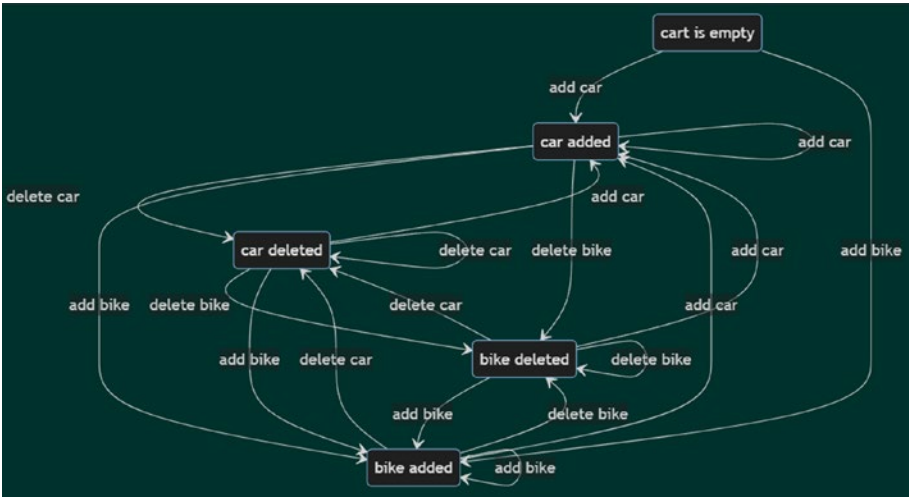 cart is empty
add car
car added
add car
delete car
add car
car deleted
delete car
delete bike
add car
add bike
add bike
delete bike
delete car
add car
add bike
delete car
bike deleted
delete bike
add bike
delete bike
bike added
add bike